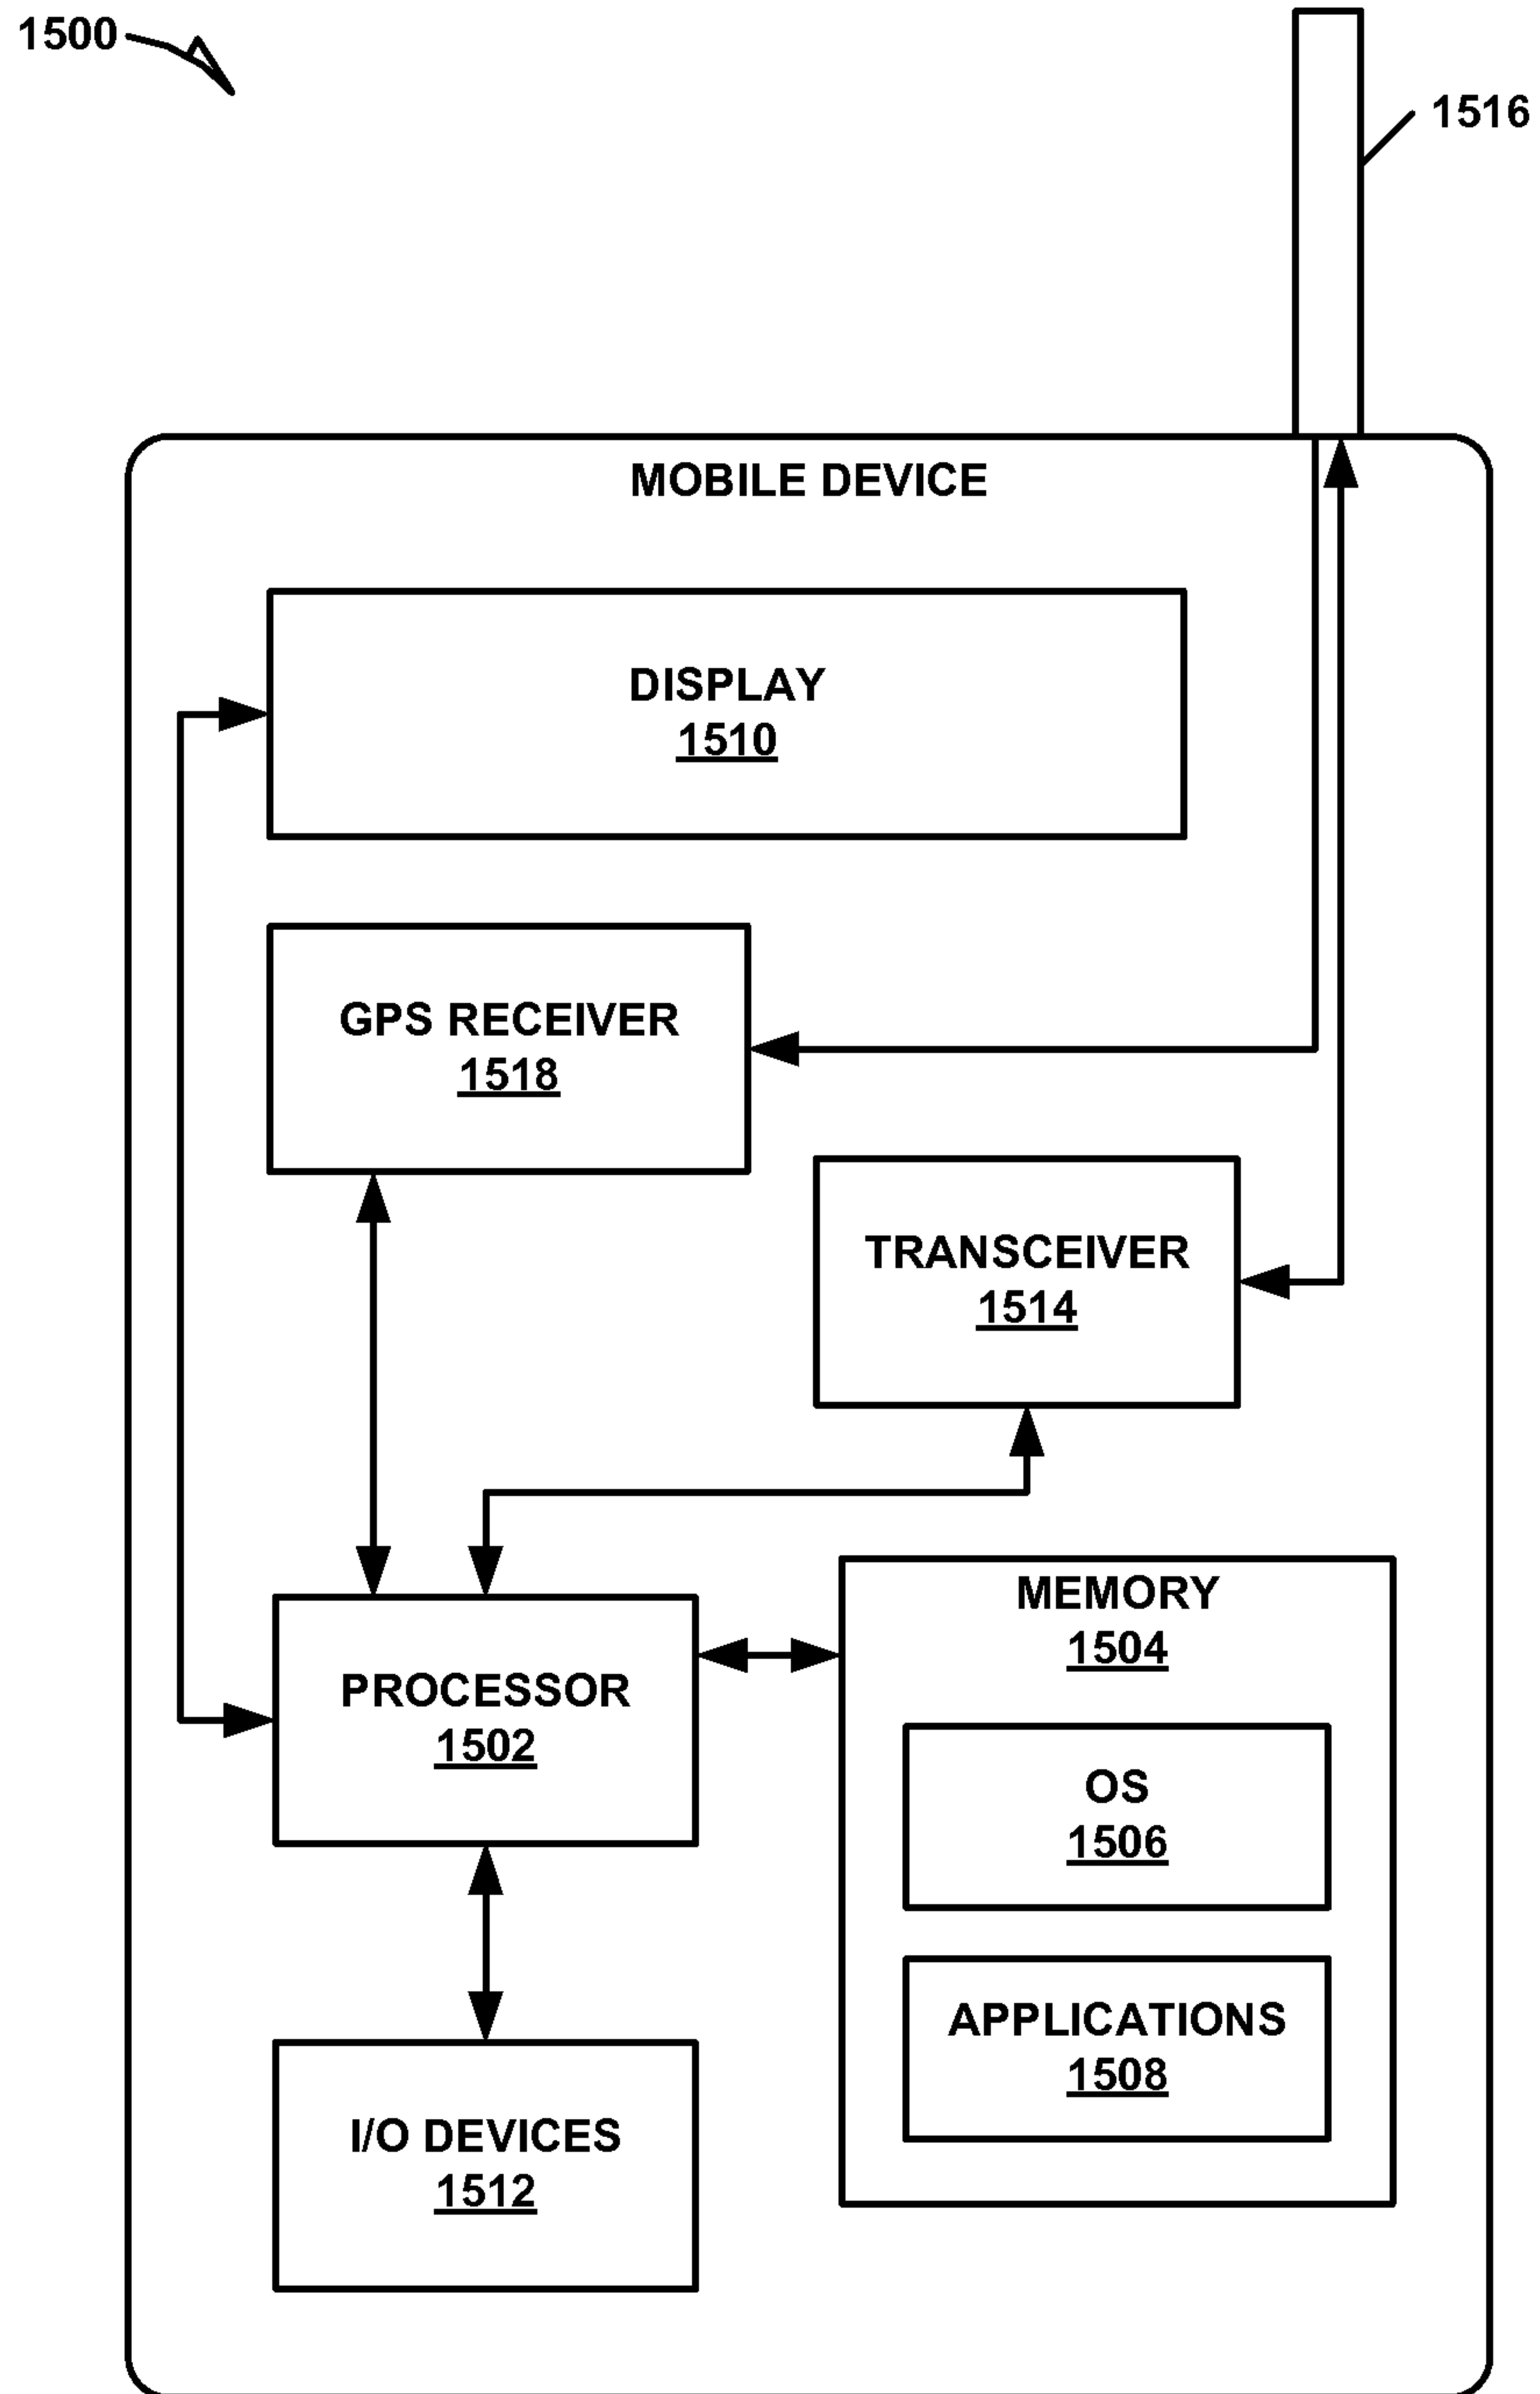 1500
1516
MOBILE DEVICE
DISPLAY
1510
GPS RECEIVER
1518
TRANSCEIVER
1514
MEMORY
1504
PROCESSOR
1502
OS
1506
APPLICATIONS
1508
I/O DEVICES
1512